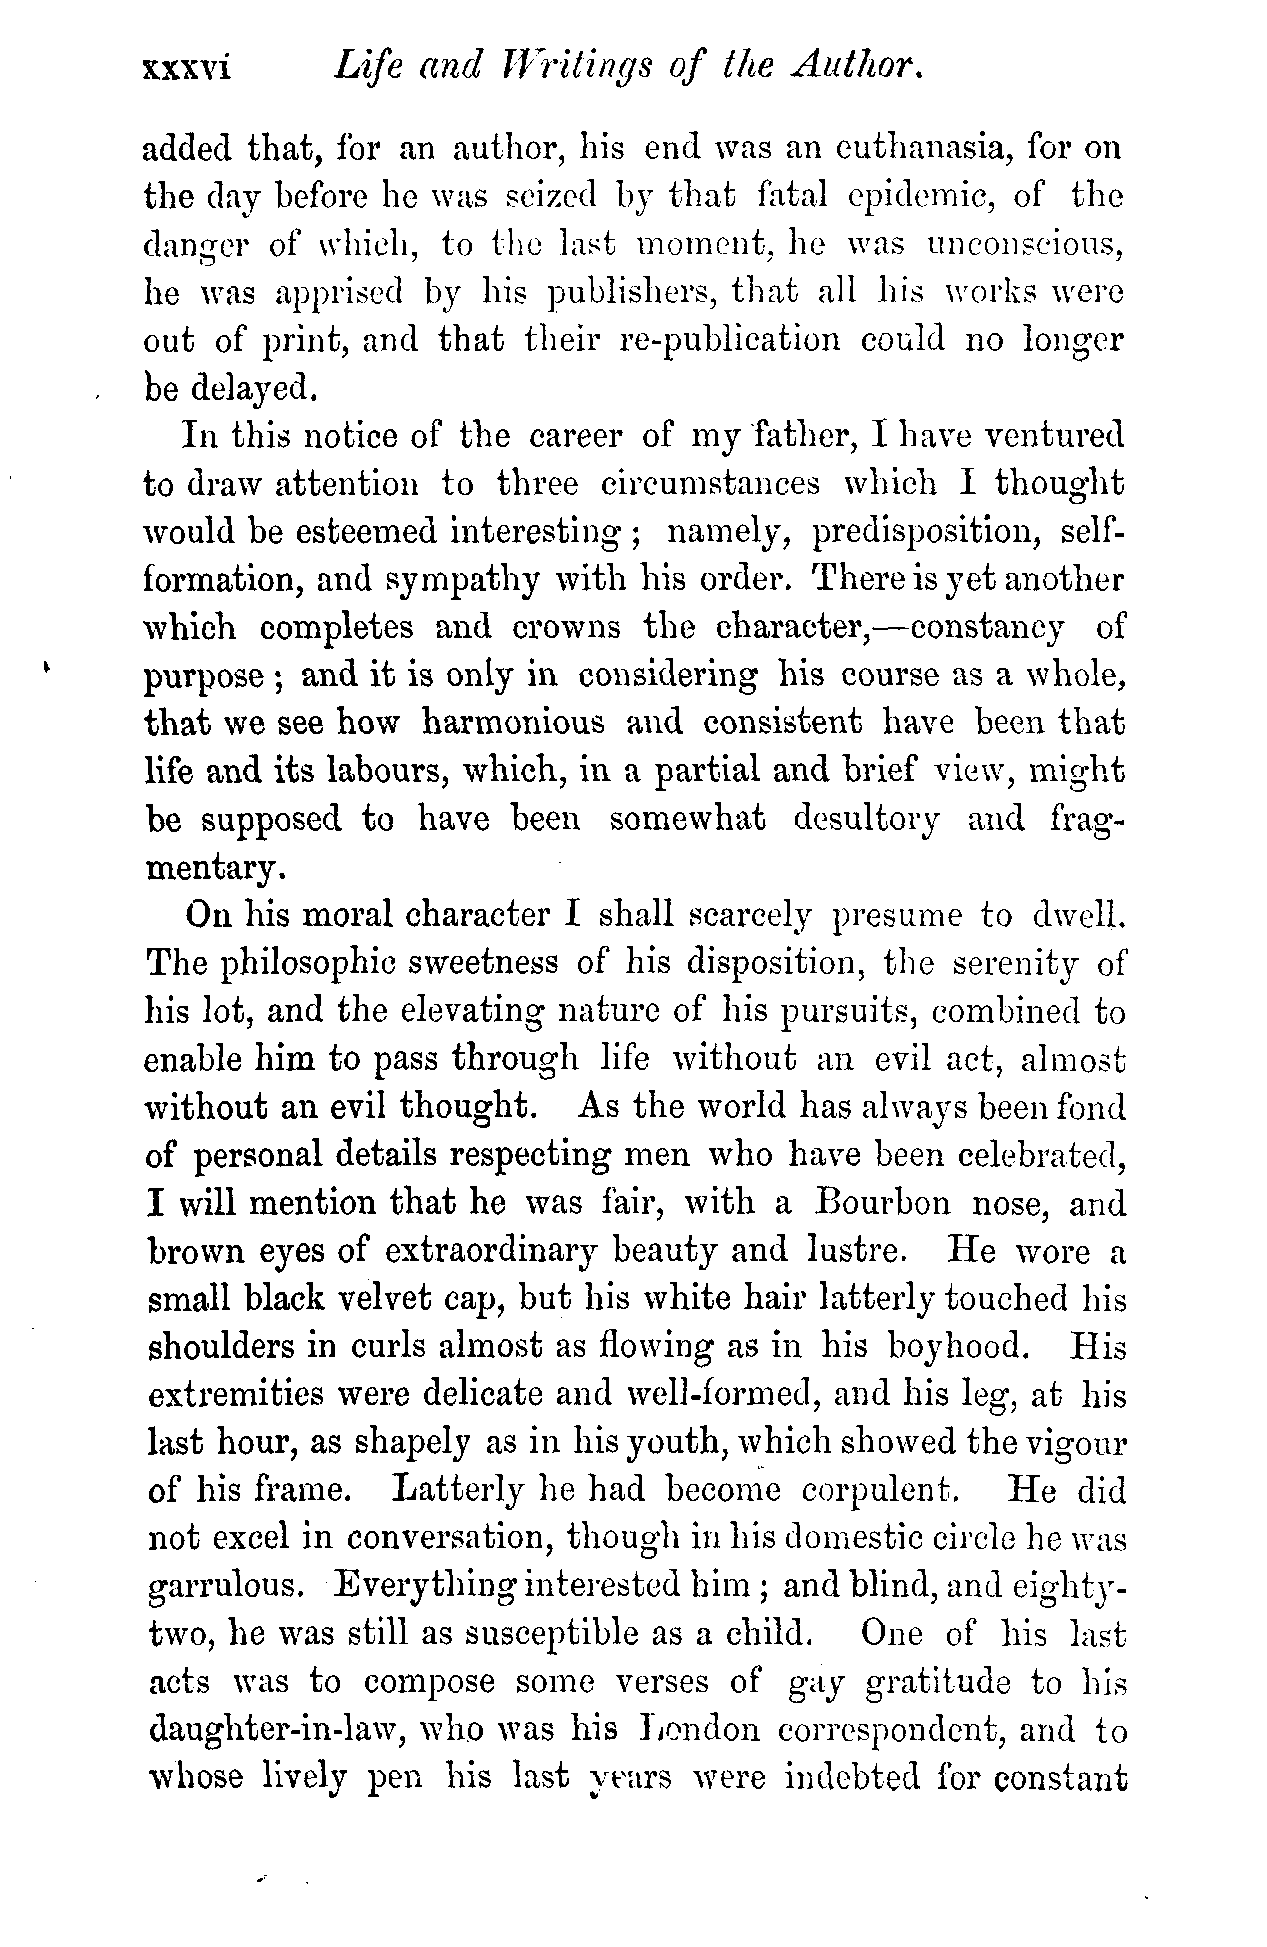 xxxvi Life and Writings of the Author.
added that, for an author, his end was an euthanasia, for on
the day before he was seized by that fatal epidemic, of the
danger of which, to the last moment, he was unconscious,
he was apprised by his publishers, that all his works were
out of print, and that their re-publication could no longer
be delayed.
In this notice of the career of my father, I have ventured
to draw attention to three circumstances which I thought
would be esteemed interesting ; namely, predisposition, self-
formation, and sympathy with his order. There is yet another
which completes and crowns the character,—constancy of
purpose ; and it is only in considering his course as a whole,
that we see how harmonious and consistent have been that
life and its labours, which, in a partial and brief view, might
be supposed to have been somewhat desultory and frag-
mentary.
On his moral character I shall scarcely presume to dwell.
The philosophic sweetness of his disposition, the serenity of
his lot, and the elevating nature of his pursuits, combined to
enable him to pass through life without an evil act, almost
without an evil thought. As the world has always been fond
of personal details respecting men who have been celebrated,
I will mention that he was fair, with a Bourbon nose, and
brown eyes of extraordinary beauty and lustre. He wore a
small black velvet cap, but his white hair latterly touched his
shoulders in curls almost as flowing as in his boyhood. His
extremities were delicate and well-formed, and his leg, at his
last hour, as shapely as in his youth, which showed the vigour
of his frame. Latterly he had become corpulent. He did
not excel in conversation, though in his domestic circle he was
garrulous. Everything interested him ; and blind, and eighty-
two, he was still as susceptible as a child. One of his last
acts was to compose some verses of gay gratitude to his
daughter-in-law, who was his London correspondent, and to
whose lively pen his last years were indebted for constant